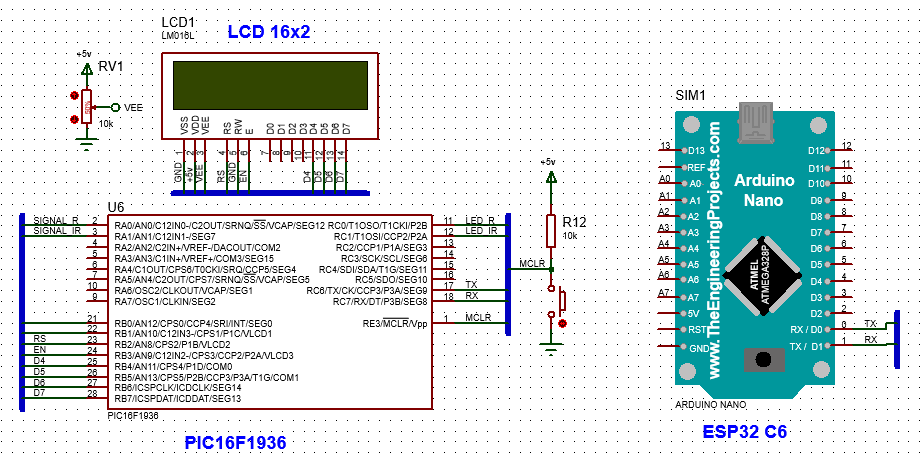 LCD1
LM016L
LCD 16x2
+5v
RV1
50%
VEE
10k
VSS
VDD
VEE
RS
RW
E
D0
D1
D2
D3
D4
D5
D6
D7
1
2
3
4
5
6
7
8
9
10
11
12
13
14
GND
+5v
VEE
RS
GND
EN
D4
D5
D6
D7
U6
SIGNAL_R 2 RA0/AN0/C12IN0-/C2OUT/SRNQ/SS/VCAP/SEG12 RC0/T1OSO/T1CKI/P2B 11 LED_R
SIGNAL_IR 3 RA1/AN1/C12IN1-/SEG7 RC1/T1OSI/CCP2/P2A 12 LED_IR
4 RA2/AN2/C2IN+/VREF-/DACOUT/COM2 RC2/CCP1/P1A/SEG3 13
5 RA3/AN3/C1IN+/VREF+/COM3/SEG15 RC3/SCK/SCL/SEG6 14
6 RA4/C1OUT/CPS6/T0CKI/SRQ/CCP5/SEG4 RC4/SDI/SDA/T1G/SEG11 15
7 RA5/AN4/C2OUT/CPS7/SRNQ/SS/VCAP/SEG5 RC5/SDO/SEG10 16
10 RA6/OSC2/CLKOUT/VCAP/SEG1 RC6/TX/CK/CCP3/P3A/SEG9 17 TX
9 RA7/OSC1/CLKIN/SEG2 RC7/RX/DT/P3B/SEG8 18 RX
21 RB0/AN12/CPS0/CCP4/SRI/INT/SEG0 RE3/MCLR/Vpp 1 MCLR
22 RB1/AN10/C12IN3-/CPS1/P1C/VLCD1
RS 23 RB2/AN8/CPS2/P1B/VLCD2
EN 24 RB3/AN9/C12IN2-/CPS3/CCP2/P2A/VLCD3
D4 25 RB4/AN11/CPS4/P1D/COM0
D5 26 RB5/AN13/CPS5/P2B/CCP3/P3A/T1G/COM1
D6 27 RB6/ICSPCLK/ICDCLK/SEG14
D7 28 RB7/ICSPDAT/ICDDAT/SEG13
PIC16F1936
PIC16F1936
+5v
R12
10k
MCLR
SIM1
www.TheEngineeringProjects.com
Arduino
Nano
ATMEL
ATMEGA328P
13 D13
REF
A0 A0
A1 A1
A2 A2
A3 A3
A4 A4
A5 A5
A6 A6
A7 A7
5V
RST
GND
D12 12
D11 11
D10 10
D9 9
D8 8
D7 7
D6 6
D5 5
D4 4
D3 3
D2 2
RX / D0 0 TX
TX / D1 1 RX
ARDUINO NANO
ESP32 C6